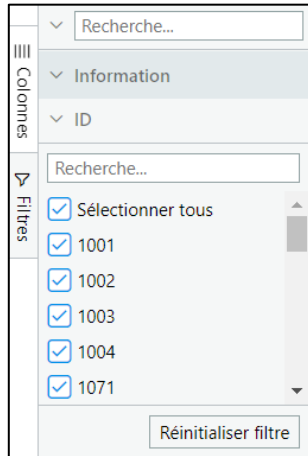 Recherche...
Colonnes
Filtres
Information
ID
Recherche...
Sélectionner tous
1001
1002
1003
1004
1071
Réinitialiser filtre